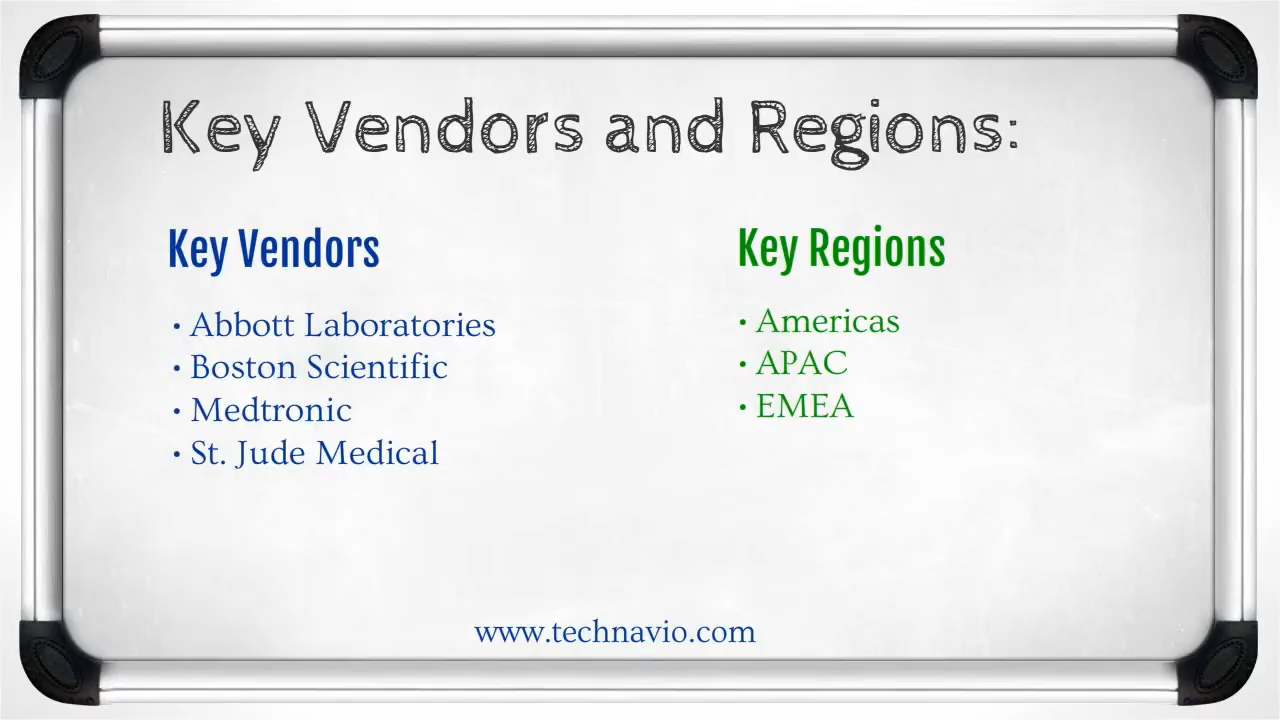 Key Vendors and Regions:
Key Vendors
• Abbott Laboratories
• Boston Scientific
• Medtronic
• St. Jude Medical
Key Regions
• Americas
• APAC
• EMEA
www.technavio.com